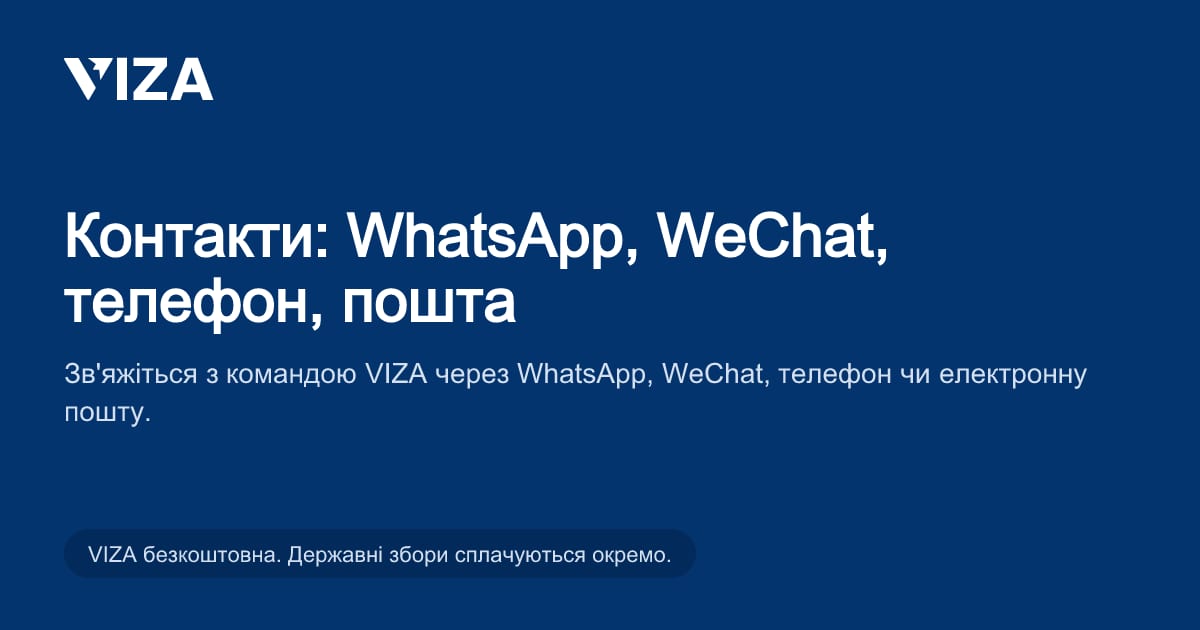 VIZA
Контакти: WhatsApp, WeChat,
телефон, пошта
Зв'яжіться з командою VIZA через WhatsApp, WeChat, телефон чи електронну
пошту.
VIZA безкоштовна. Державні збори сплачуються окремо.